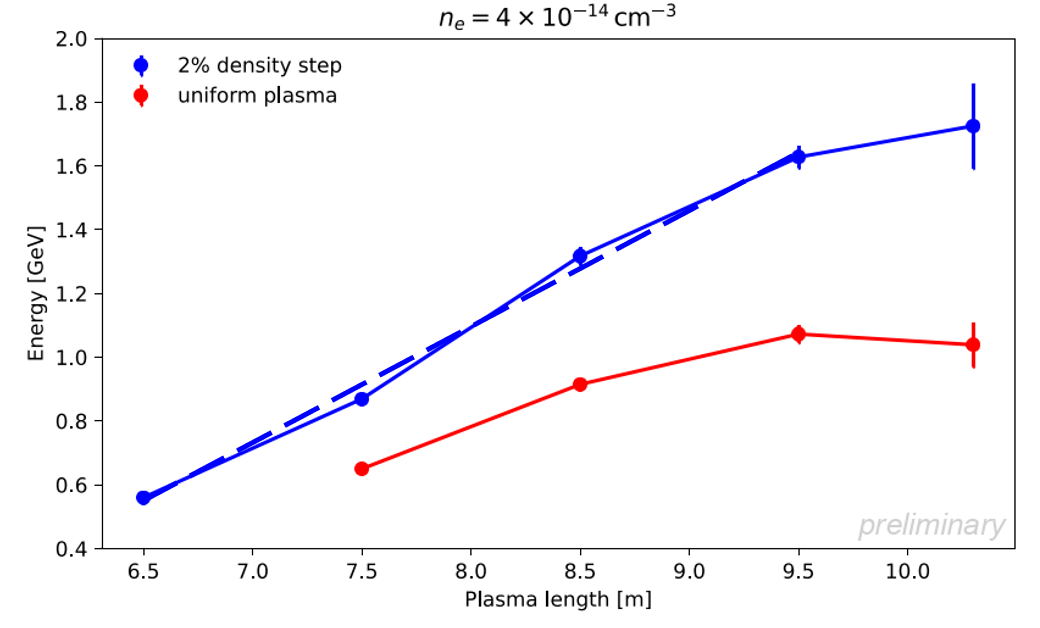 n_e = 4 × 10^{−14} cm^{−3}
2% density step
uniform plasma
Energy [GeV]
2.0
1.8
1.6
1.4
1.2
1.0
0.8
0.6
0.4
preliminary
6.5 7.0 7.5 8.0 8.5 9.0 9.5 10.0
Plasma length [m]